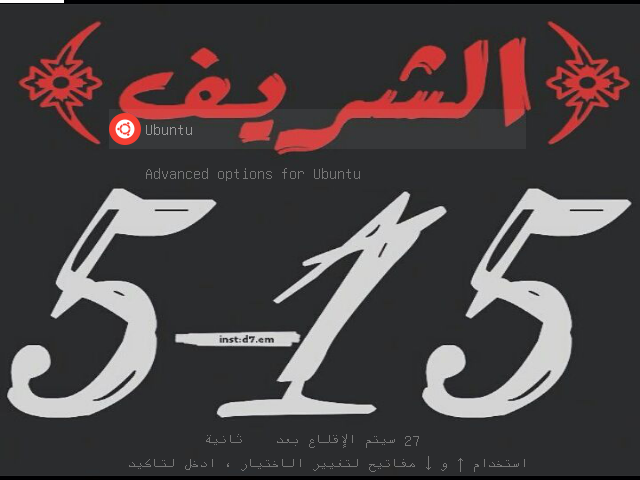 الشريف
Ubuntu
Advanced options for Ubuntu
5-15
inst:d7.em
27 سيتم الإقلاع بعد ثانية
استخدام ↑ و ↓ مفاتيح لتغيير الاختيار ، ادخل لتاكيد